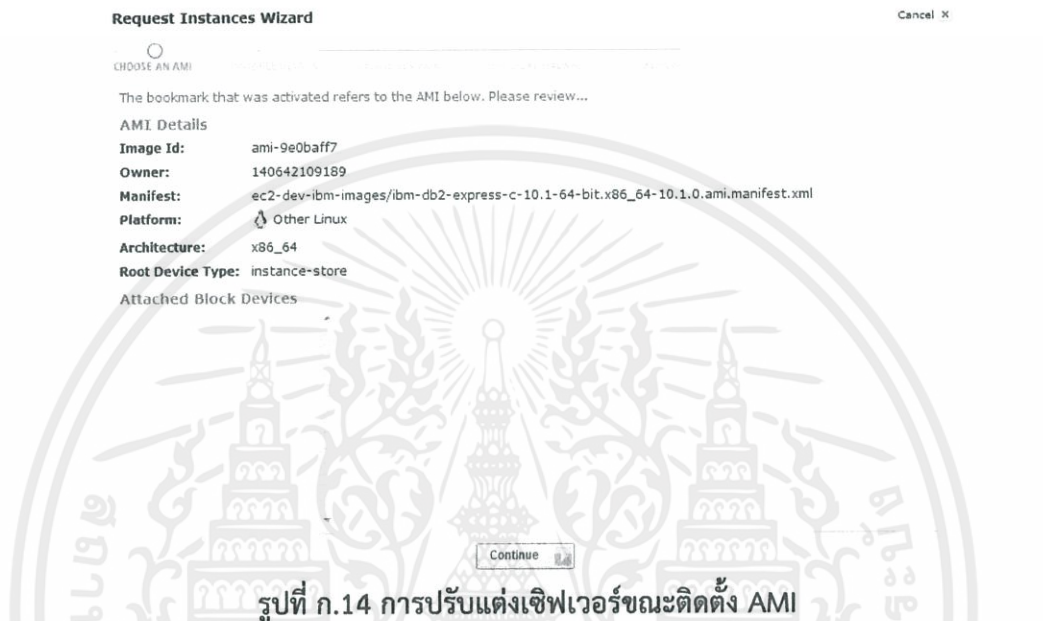 Request Instances Wizard
Cancel X
CHOOSE AN AMI
The bookmark that was activated refers to the AMI below. Please review...
AMI Details
Image Id: ami-9e0baff7
Owner: 140642109189
Manifest: ec2-dev-ibm-images/ibm-db2-express-c-10.1-64-bit.x86_64-10.1.0.ami.manifest.xml
Platform: Other Linux
Architecture: x86_64
Root Device Type: instance-store
Attached Block Devices
Continue
รูปที่ ก.14 การปรับแต่งเซิฟเวอร์ขณะติดตั้ง AMI